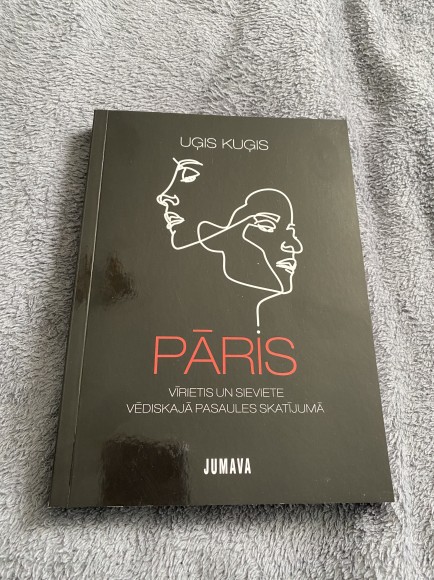 UĢIS KUĢIS
PĀRIS
VĪRIETIS UN SIEVIETE
VĒDISKAJĀ PASAULES SKATĪJUMĀ
JUMAVA